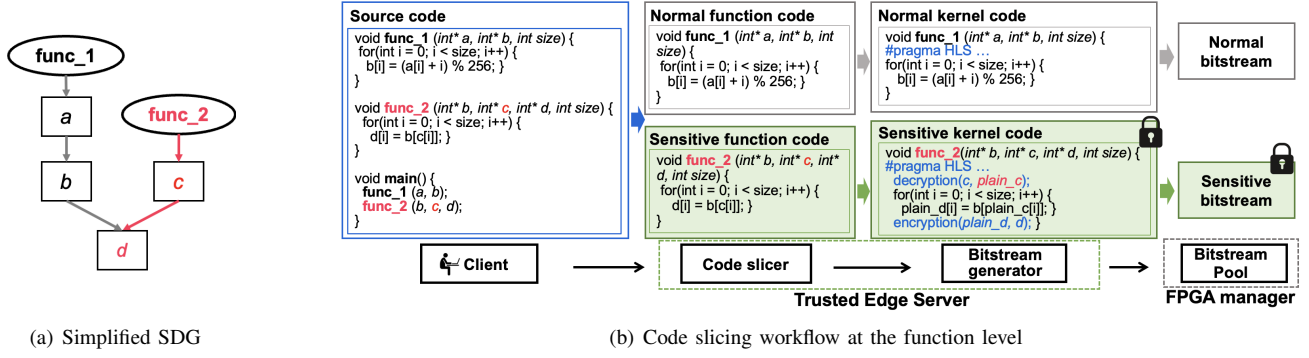 func_1
a
func_2
b
c
d
(a) Simplified SDG
Source code
void func_1 (int* a, int* b, int size) {
for(int i = 0; i < size; i++) {
b[i] = (a[i] + i) % 256; }
}
void func_2 (int* b, int* c, int* d, int size) {
for(int i = 0; i < size; i++) {
d[i] = b[c[i]]; }
}
void main() {
func_1 (a, b);
func_2 (b, c, d);
}
Normal function code
void func_1 (int* a, int* b, int
size) {
for(int i = 0; i < size; i++) {
b[i] = (a[i] + i) % 256; }
}
Normal kernel code
void func_1 (int* a, int* b, int size) {
#pragma HLS …
for(int i = 0; i < size; i++) {
b[i] = (a[i] + i) % 256; }
}
Normal
bitstream
Sensitive function code
void func_2 (int* b, int* c, int*
d, int size) {
for(int i = 0; i < size; i++) {
d[i] = b[c[i]]; }
}
Sensitive kernel code
void func_2(int* b, int* c, int* d, int size) {
#pragma HLS …
decryption(c, plain_c);
for(int i = 0; i < size; i++) {
plain_d[i] = b[plain_c[i]]; }
encryption(plain_d, d); }
Sensitive
bitstream
Client
Code slicer
Bitstream
generator
Bitstream
Pool
Trusted Edge Server
FPGA manager
(b) Code slicing workflow at the function level